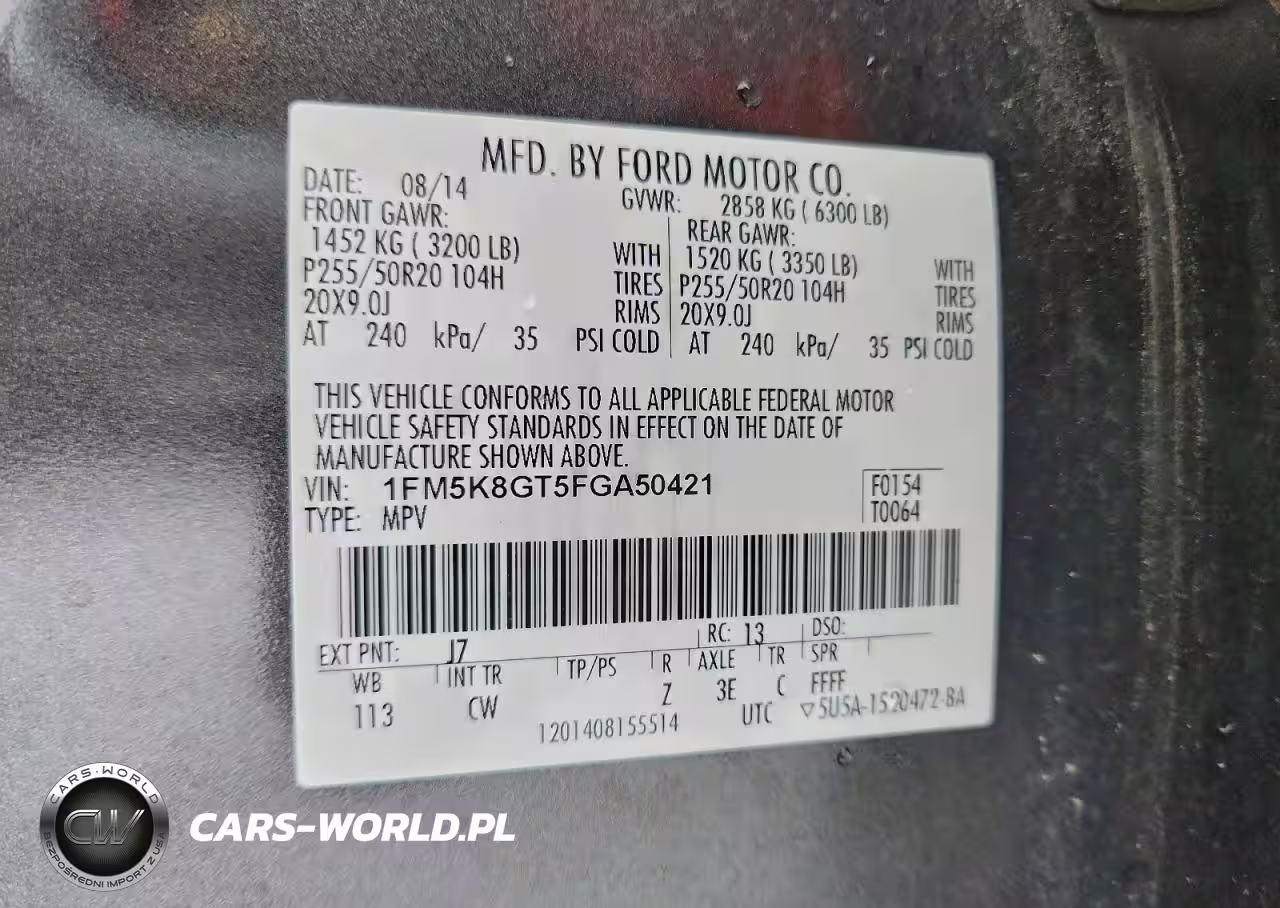 MFD. BY FORD MOTOR CO.
DATE: 08/14 GVWR: 2858 KG ( 6300 LB)
FRONT GAWR: REAR GAWR:
1452 KG ( 3200 LB) WITH 1520 KG ( 3350 LB) WITH
P255/50R20 104H TIRES P255/50R20 104H TIRES
20X9.0J RIMS 20X9.0J RIMS
AT 240 kPa/ 35 PSI COLD AT 240 kPa/ 35 PSI COLD
THIS VEHICLE CONFORMS TO ALL APPLICABLE FEDERAL MOTOR
VEHICLE SAFETY STANDARDS IN EFFECT ON THE DATE OF
MANUFACTURE SHOWN ABOVE.
VIN: 1FM5K8GT5FGA50421 F0154
TYPE: MPV T0064
EXT PNT: J7 RC: 13 DSO:
WB INT TR TP/PS R AXLE TR SPR
113 CW Z 3E C FFFF
1201408155514 UTC ▽5U5A-1520472-BA
CARS-WORLD
CW
BEZPOŚREDNI IMPORT Z USA
CARS-WORLD.PL